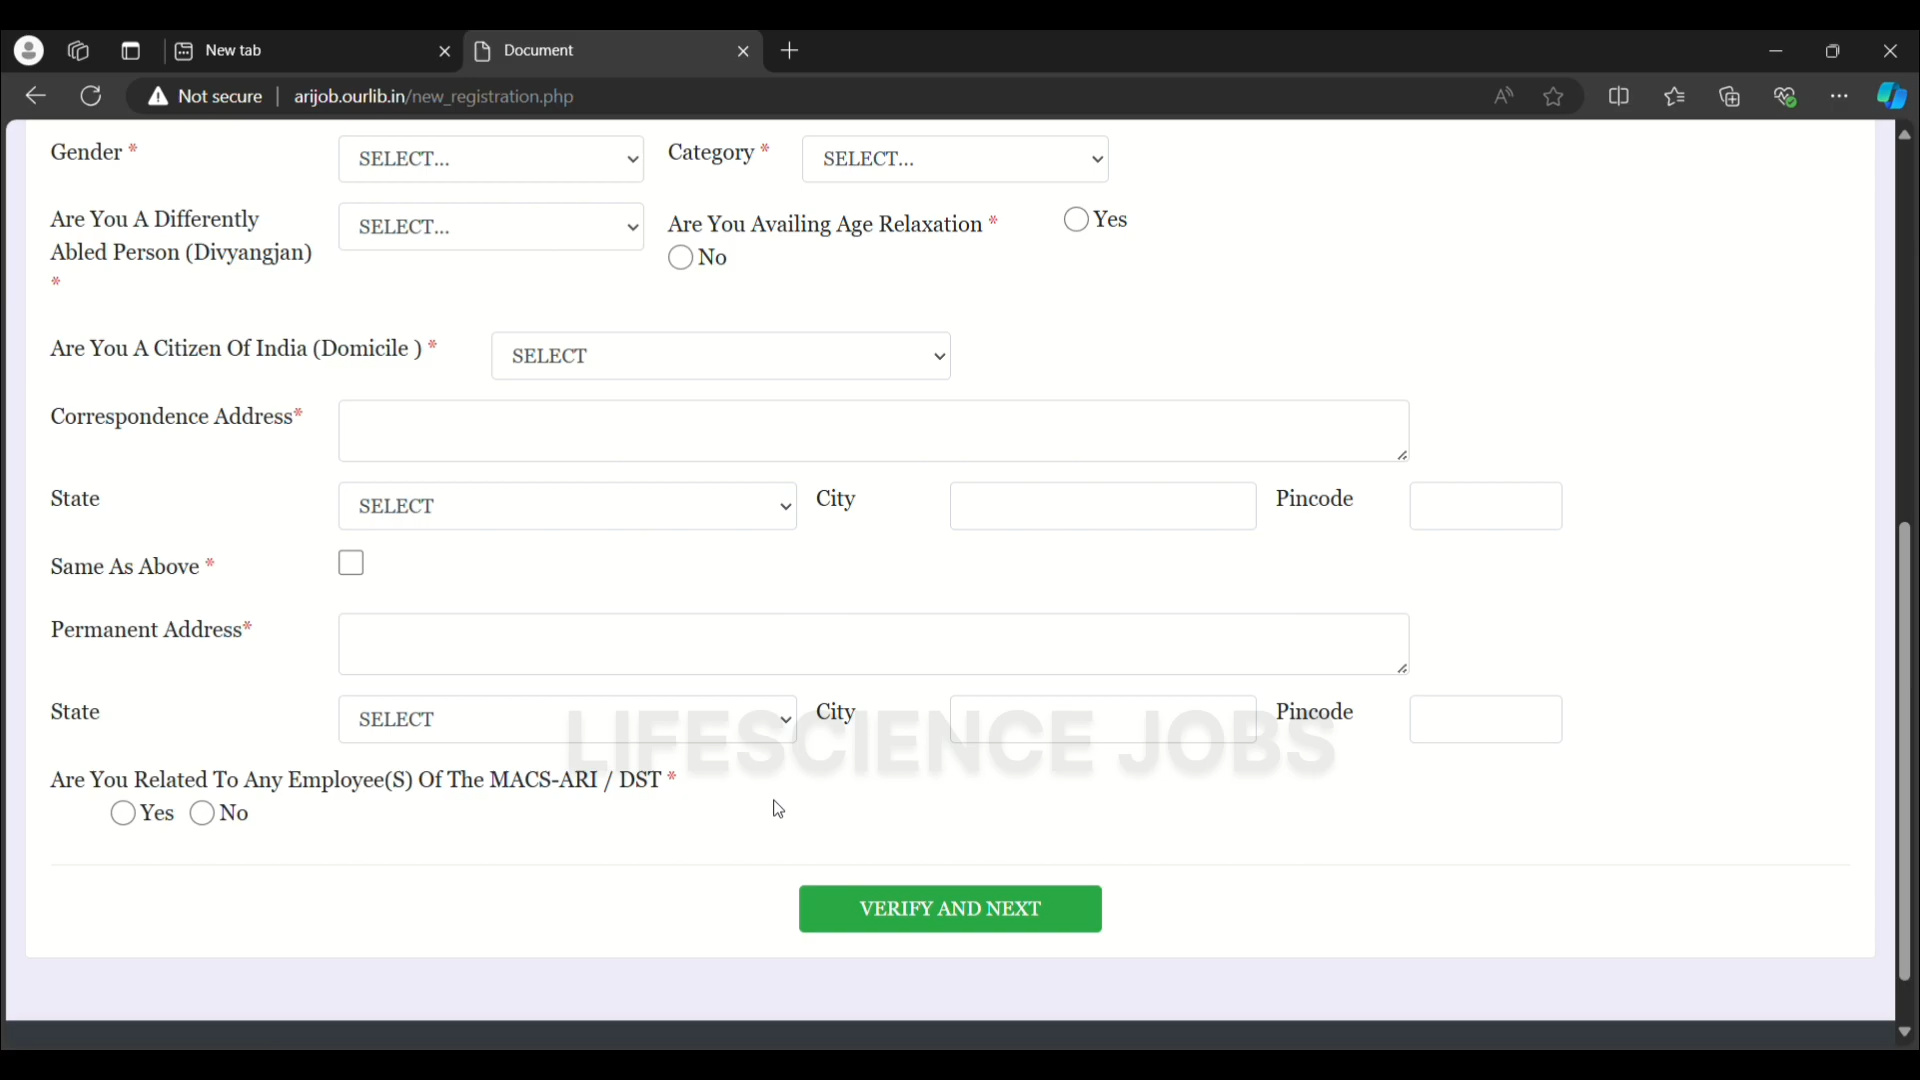 New tab
Document
Not secure
arijob.ourlib.in/new_registration.php
Gender * SELECT... Category * SELECT...
Are You A Differently
Abled Person (Divyangjan)
*
SELECT...
Are You Availing Age Relaxation * Yes
No
Are You A Citizen Of India (Domicile ) * SELECT
Correspondence Address*
State SELECT City Pincode
Same As Above *
Permanent Address*
State SELECT City Pincode
LIFESCIENCE JOBS
Are You Related To Any Employee(S) Of The MACS-ARI / DST *
Yes No
VERIFY AND NEXT